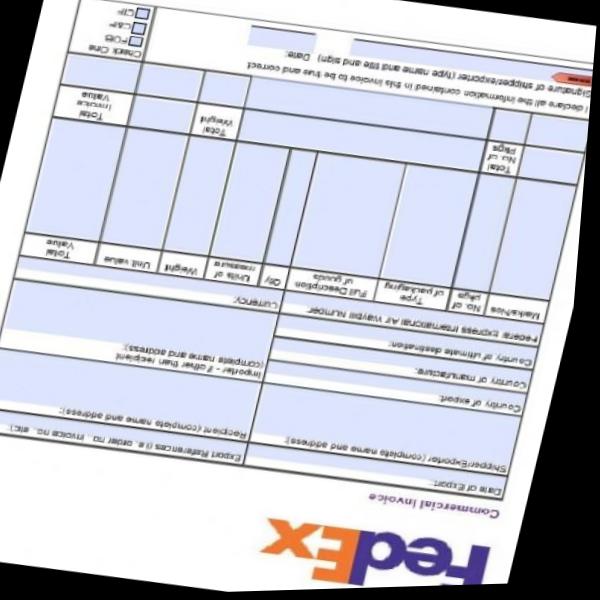 FedEx
Commercial Invoice
Date of Export:
Export References (i.e. order no., invoice no., etc):
Shipper/Exporter (complete name and address):
Recipient (complete name and address):
Country of export:
Importer - if other than recipient
(complete name and address):
Country of manufacture:
Country of ultimate destination:
Federal Express International Air Waybill Number:
Currency:
Marks/Nos
No. of pkgs
Type of packaging
Full Description of goods
Qty
Units of measure
Weight
Unit value
Total Value
Total No. of Pkgs
Total Weight
Total Invoice Value
I declare all the information contained in this invoice to be true and correct
Signature of shipper/exporter (type name and title and sign) Date:
Check One
FOB
C&F
CIF